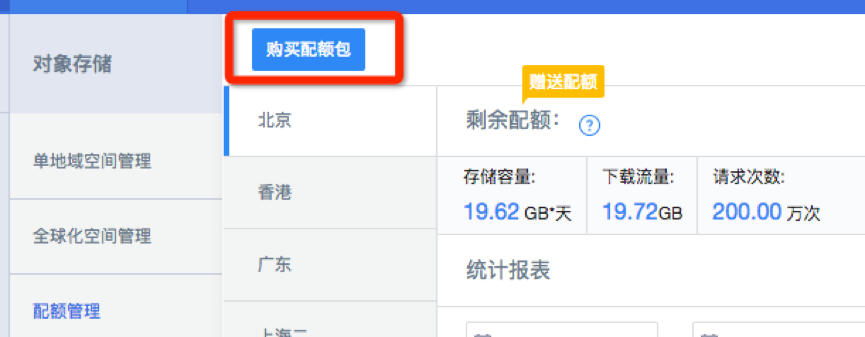 购买配额包
对象存储
赠送配额
北京
剩余配额：
?
单地域空间管理
存储容量:
下载流量:
请求次数:
香港
19.62 GB*天
19.72GB
200.00 万次
全球化空间管理
广东
统计报表
配额管理
上海二